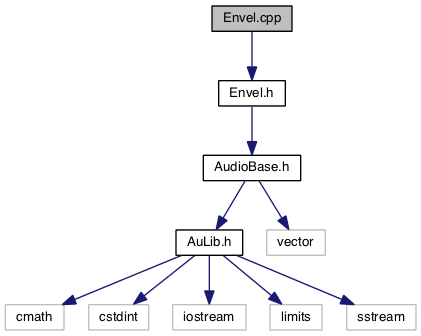 Envel.cpp
Envel.h
AudioBase.h
AuLib.h
vector
cmath
cstdint
iostream
limits
sstream